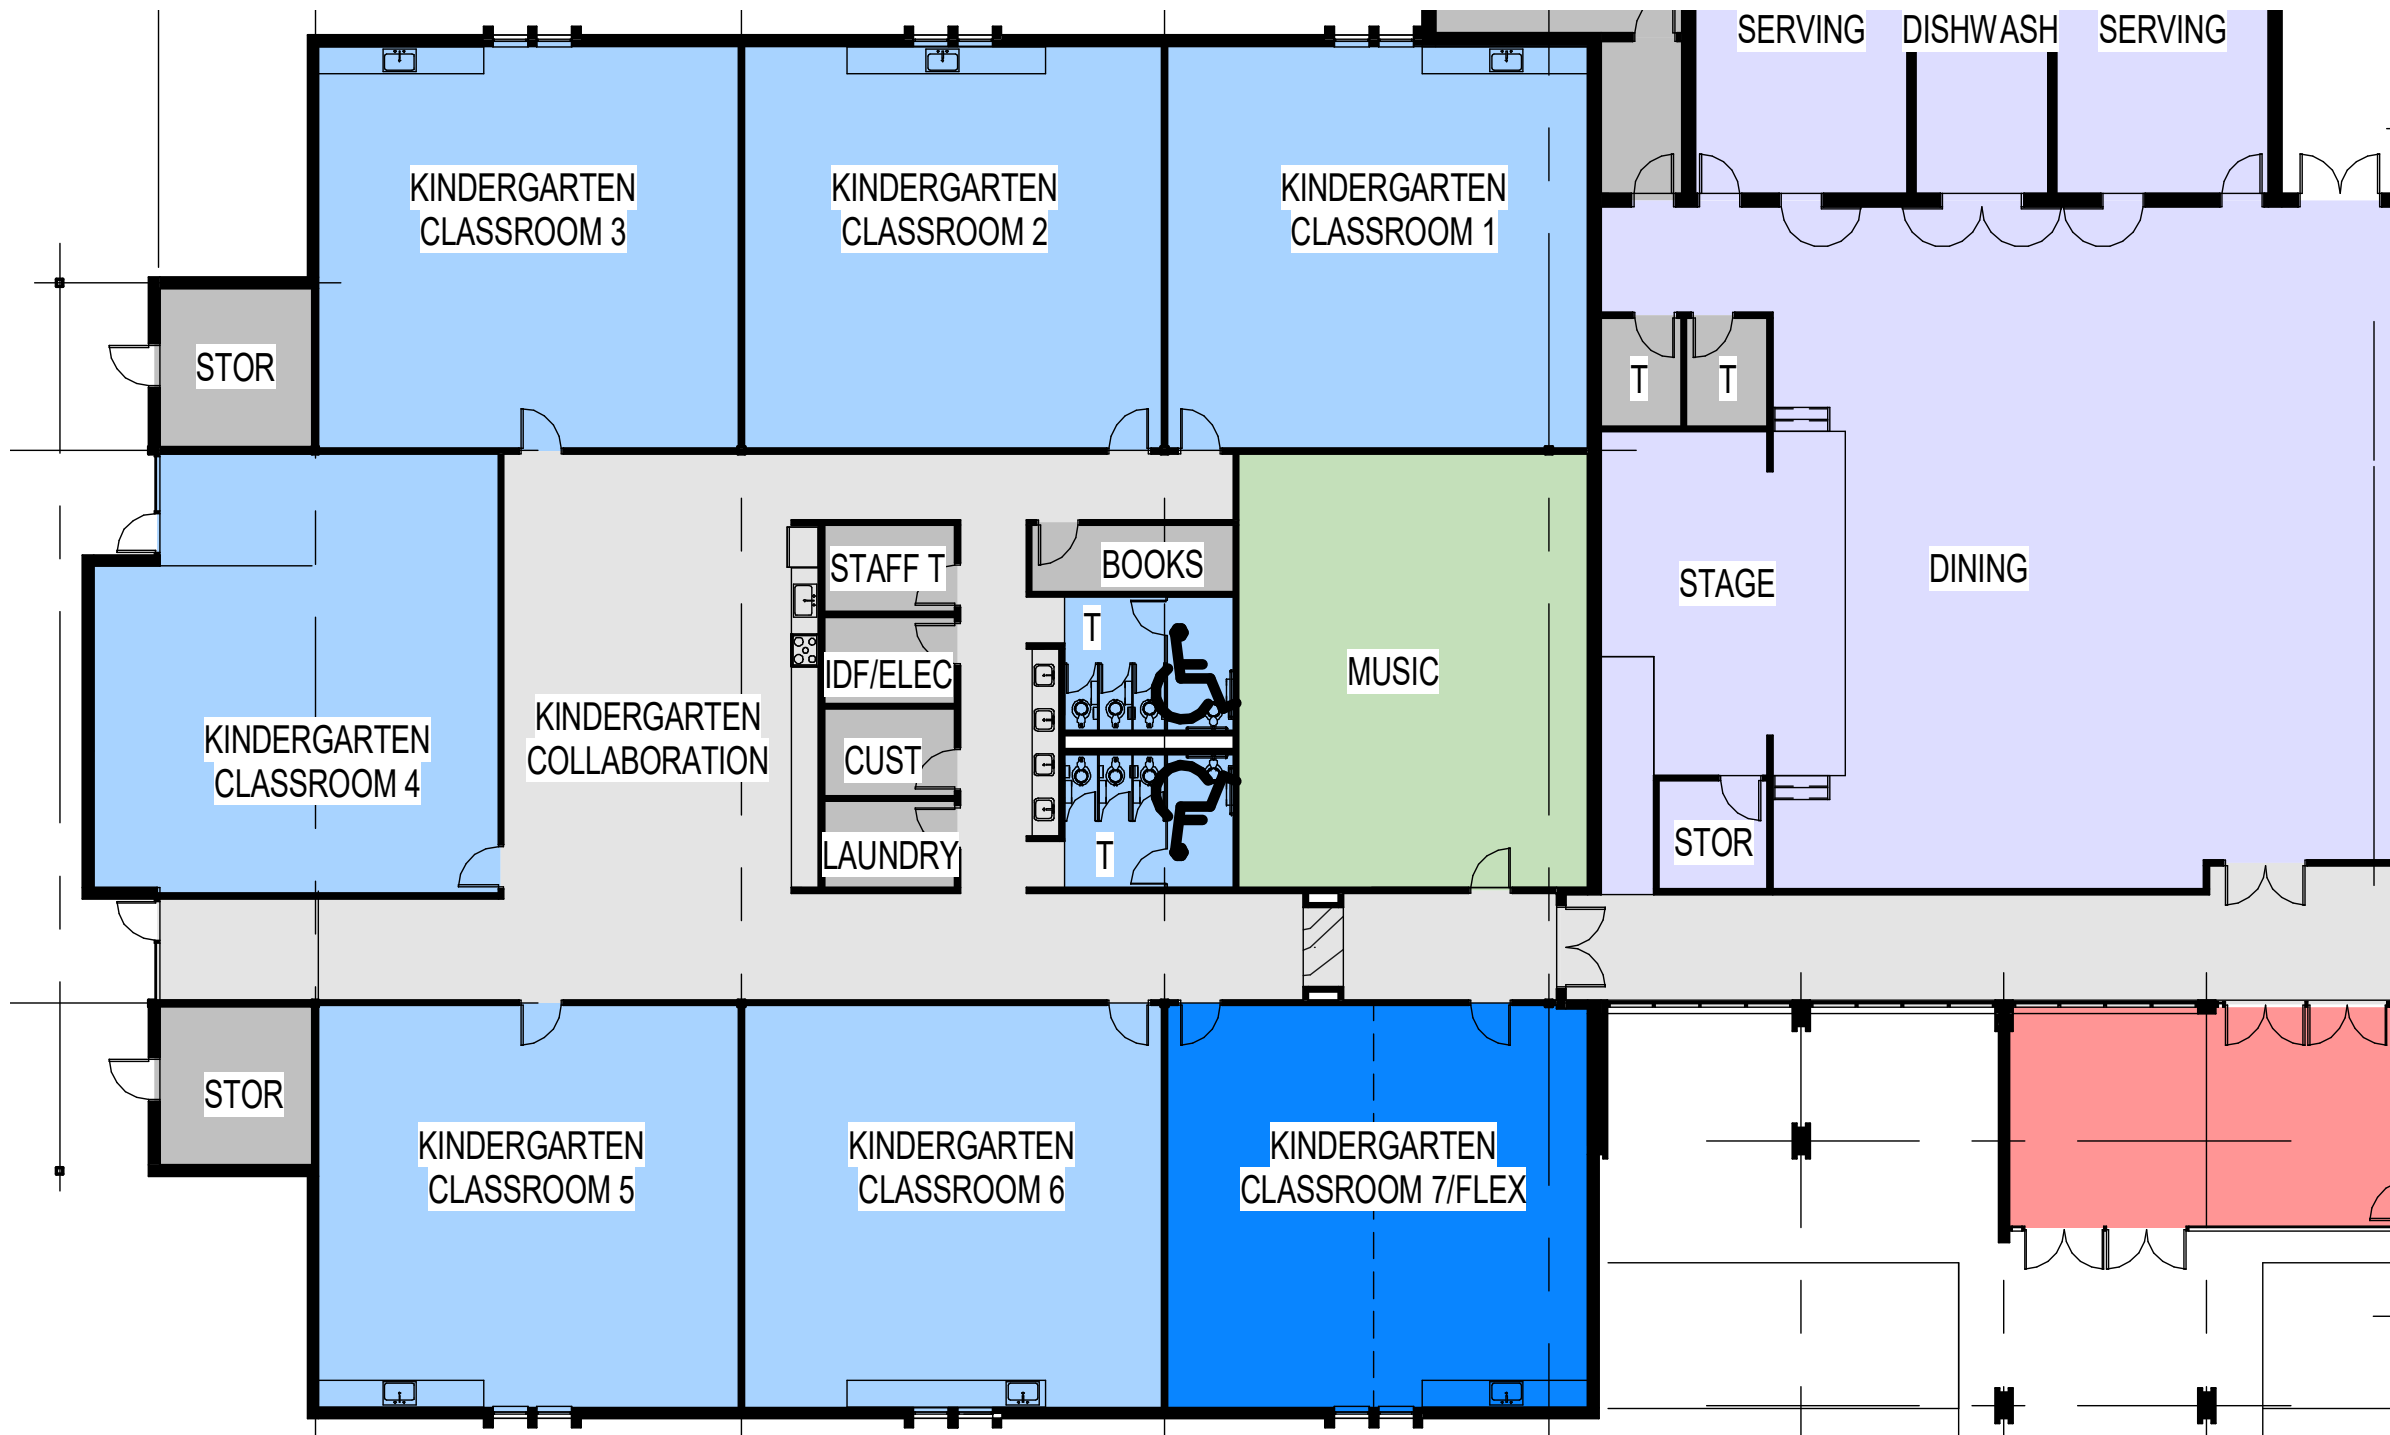 SERVING
DISHWASH
SERVING
KINDERGARTEN
CLASSROOM 3
KINDERGARTEN
CLASSROOM 2
KINDERGARTEN
CLASSROOM 1
STOR
T
T
STAFF T
BOOKS
STAGE
DINING
T
IDF/ELEC
MUSIC
KINDERGARTEN
COLLABORATION
KINDERGARTEN
CLASSROOM 4
CUST
LAUNDRY
T
STOR
STOR
KINDERGARTEN
CLASSROOM 5
KINDERGARTEN
CLASSROOM 6
KINDERGARTEN
CLASSROOM 7/FLEX